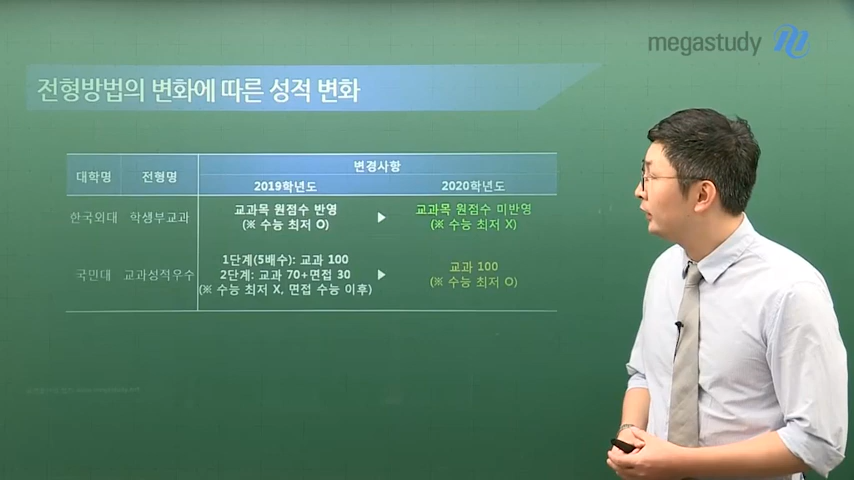 megastudy
전형방법의 변화에 따른 성적 변화
대학명 전형명 변경사항
2019학년도 2020학년도
한국외대 학생부교과 교과목 원점수 반영 ▶ 교과목 원점수 미반영
(※ 수능 최저 O) (※ 수능 최저 X)
국민대 교과성적우수 1단계(5배수): 교과 100
2단계: 교과 70+면접 30
(※ 수능 최저 X, 면접 수능 이후) ▶ 교과 100
(※ 수능 최저 O)